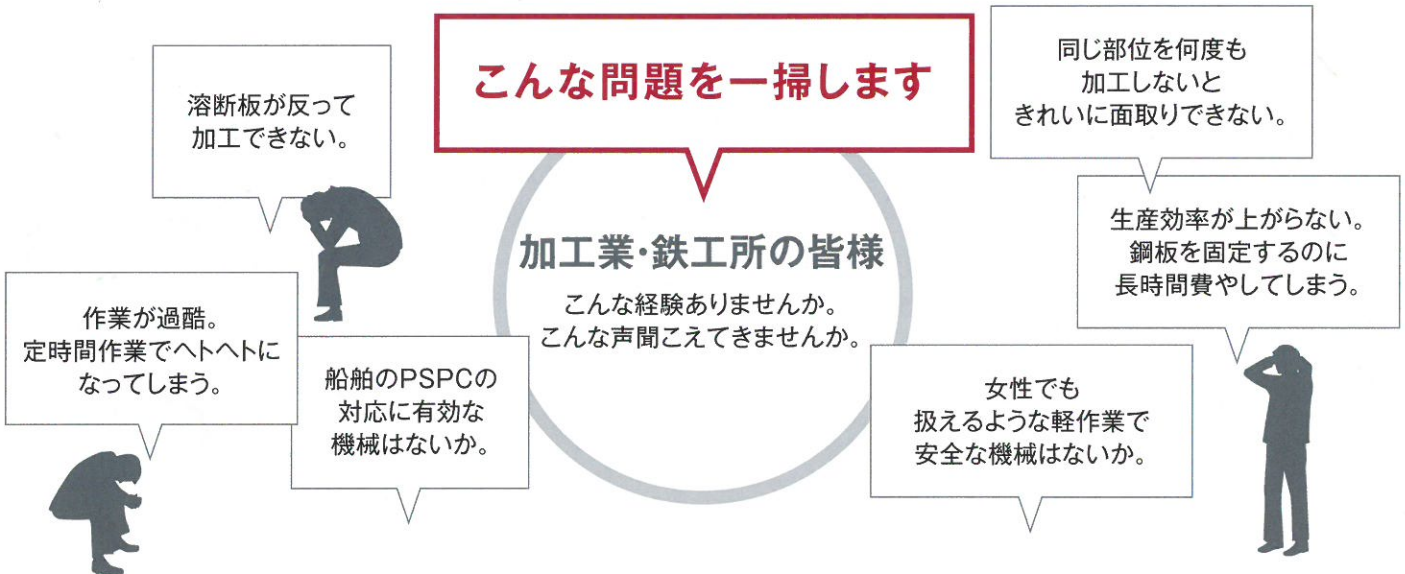 こんな問題を一掃します
加工業・鉄工所の皆様
こんな経験ありませんか。
こんな声聞こえてきませんか。
溶断板が反って
加工できない。
作業が過酷。
定時間作業でヘトヘトに
なってしまう。
船舶のPSPCの
対応に有効な
機械はないか。
同じ部位を何度も
加工しないと
きれいに面取りできない。
生産効率が上がらない。
鋼板を固定するのに
長時間費やしてしまう。
女性でも
扱えるような軽作業で
安全な機械はないか。